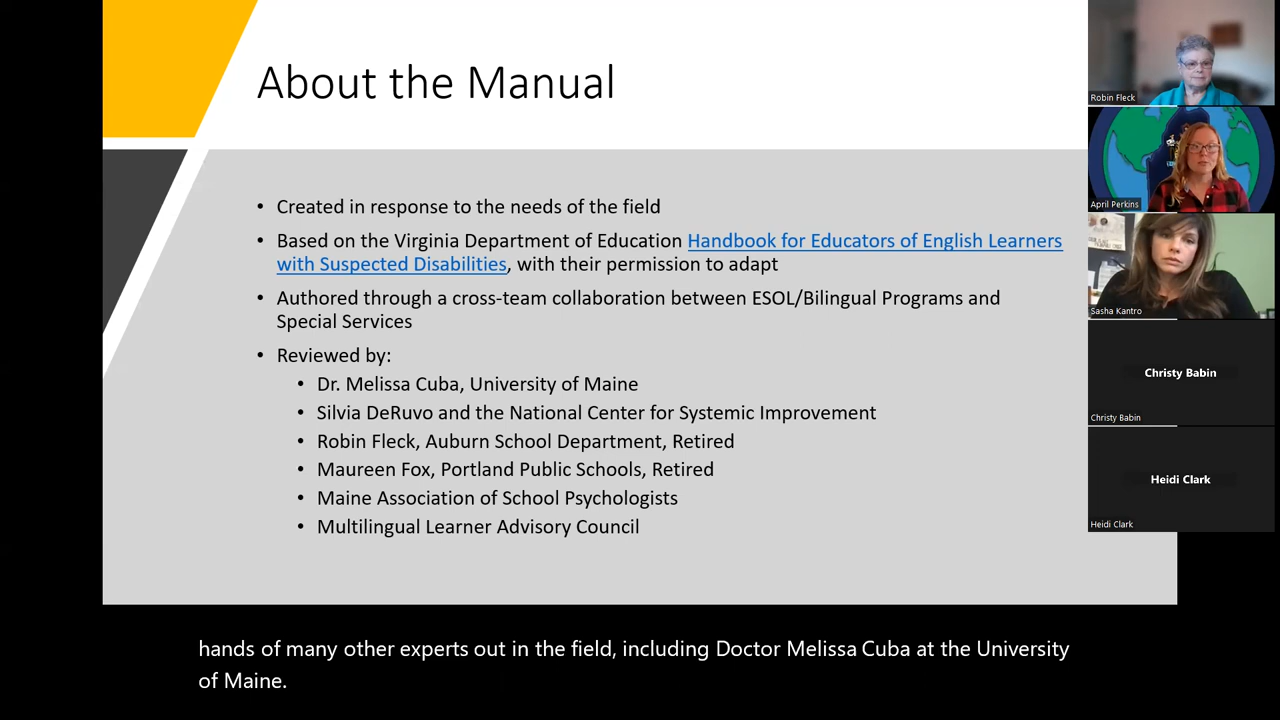 About the Manual
• Created in response to the needs of the field
• Based on the Virginia Department of Education Handbook for Educators of English Learners
with Suspected Disabilities, with their permission to adapt
• Authored through a cross-team collaboration between ESOL/Bilingual Programs and
Special Services
• Reviewed by:
• Dr. Melissa Cuba, University of Maine
• Silvia DeRuvo and the National Center for Systemic Improvement
• Robin Fleck, Auburn School Department, Retired
• Maureen Fox, Portland Public Schools, Retired
• Maine Association of School Psychologists
• Multilingual Learner Advisory Council
Robin Fleck
April Perkins
Sasha Kantro
Christy Babin
Christy Babin
Heidi Clark
Heidi Clark
hands of many other experts out in the field, including Doctor Melissa Cuba at the University
of Maine.